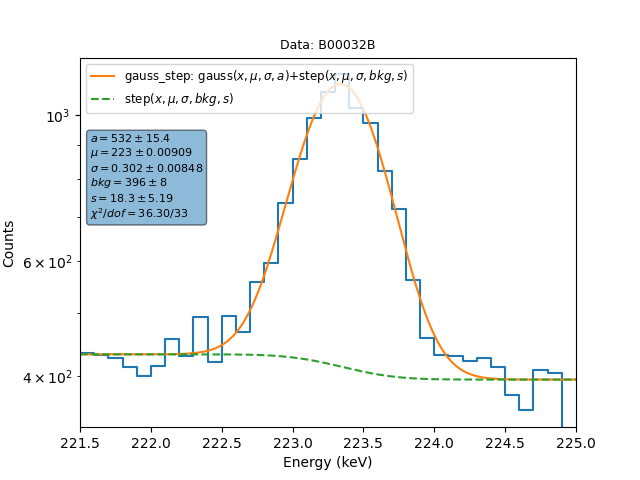 Data: B00032B
gauss_step: gauss(x, μ, σ, a)+step(x, μ, σ, bkg, s)
step(x, μ, σ, bkg, s)
a = 532 ± 15.4
μ = 223 ± 0.00909
σ = 0.302 ± 0.00848
bkg = 396 ± 8
s = 18.3 ± 5.19
χ²/dof = 36.30/33
10³
6 × 10²
4 × 10²
Counts
221.5 222.0 222.5 223.0 223.5 224.0 224.5 225.0
Energy (keV)